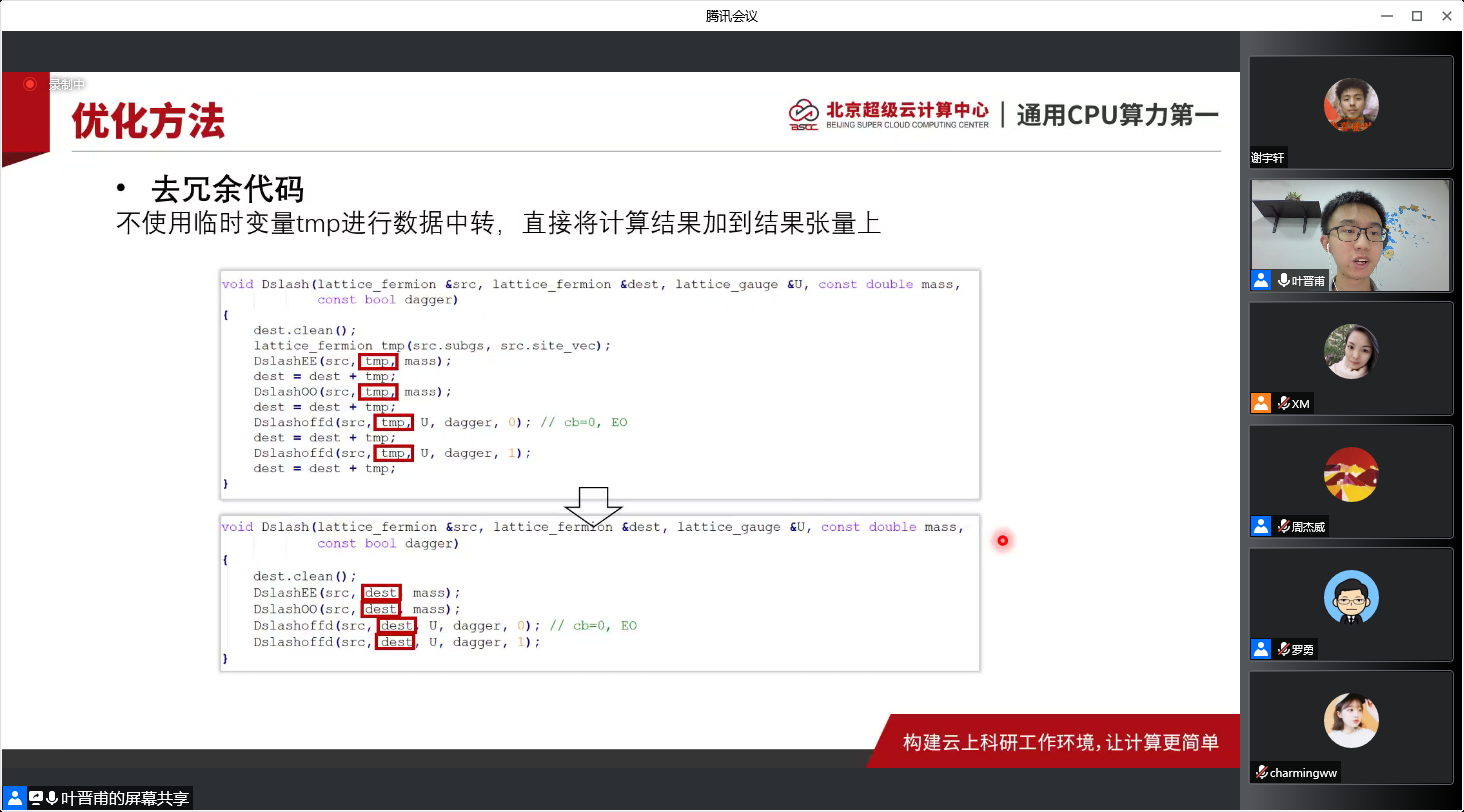 腾讯会议
录制中
优化方法
北京超级云计算中心
BEIJING SUPER CLOUD COMPUTING CENTER
BSCC
通用CPU算力第一
• 去冗余代码
不使用临时变量tmp进行数据中转，直接将计算结果加到结果张量上
void Dslash(lattice_fermion &src, lattice_fermion &dest, lattice_gauge &U, const double mass,
const bool dagger)
{
dest.clean();
lattice_fermion tmp(src.subgs, src.site_vec);
DslashEE(src, tmp, mass);
dest = dest + tmp;
DslashOO(src, tmp, mass);
dest = dest + tmp;
Dslashoffd(src, tmp, U, dagger, 0); // cb=0, EO
dest = dest + tmp;
Dslashoffd(src, tmp, U, dagger, 1);
dest = dest + tmp;
}
void Dslash(lattice_fermion &src, lattice_fermion &dest, lattice_gauge &U, const double mass,
const bool dagger)
{
dest.clean();
DslashEE(src, dest, mass);
DslashOO(src, dest, mass);
Dslashoffd(src, dest, U, dagger, 0); // cb=0, EO
Dslashoffd(src, dest, U, dagger, 1);
}
构建云上科研工作环境,让计算更简单
叶晋甫的屏幕共享
谢宇轩
叶晋甫
XM
周杰威
罗勇
charmingww